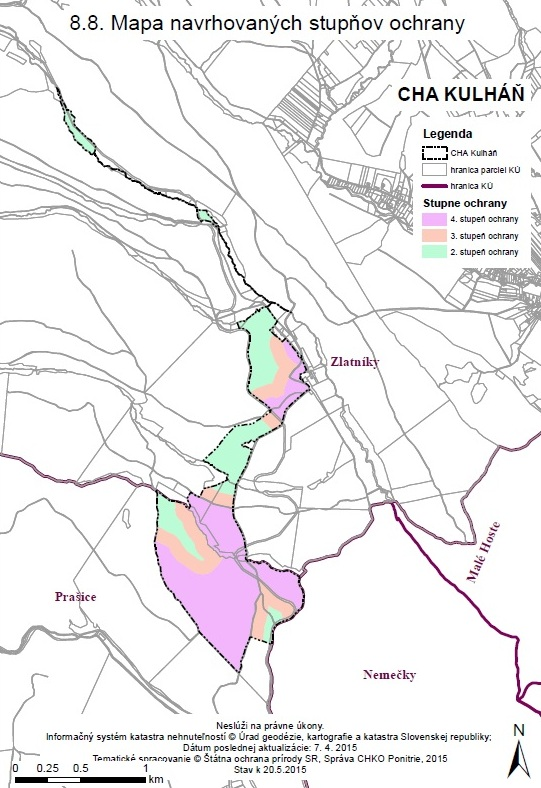 8.8. Mapa navrhovaných stupňov ochrany
CHA KULHÁŇ
Legenda
CHA Kulháň
hranica parciel KÚ
hranica KÚ
Stupne ochrany
4. stupeň ochrany
3. stupeň ochrany
2. stupeň ochrany
Zlatníky
Malé Hoste
Prašice
Nemečky
Neslúži na právne úkony.
Informačný systém katastra nehnuteľností © Úrad geodézie, kartografie a katastra Slovenskej republiky;
Dátum poslednej aktualizácie: 7. 4. 2015
Tematické spracovanie © Štátna ochrana prírody SR, Správa CHKO Ponitrie, 2015
Stav k 20.5.2015
N
0 0.25 0.5 1
km